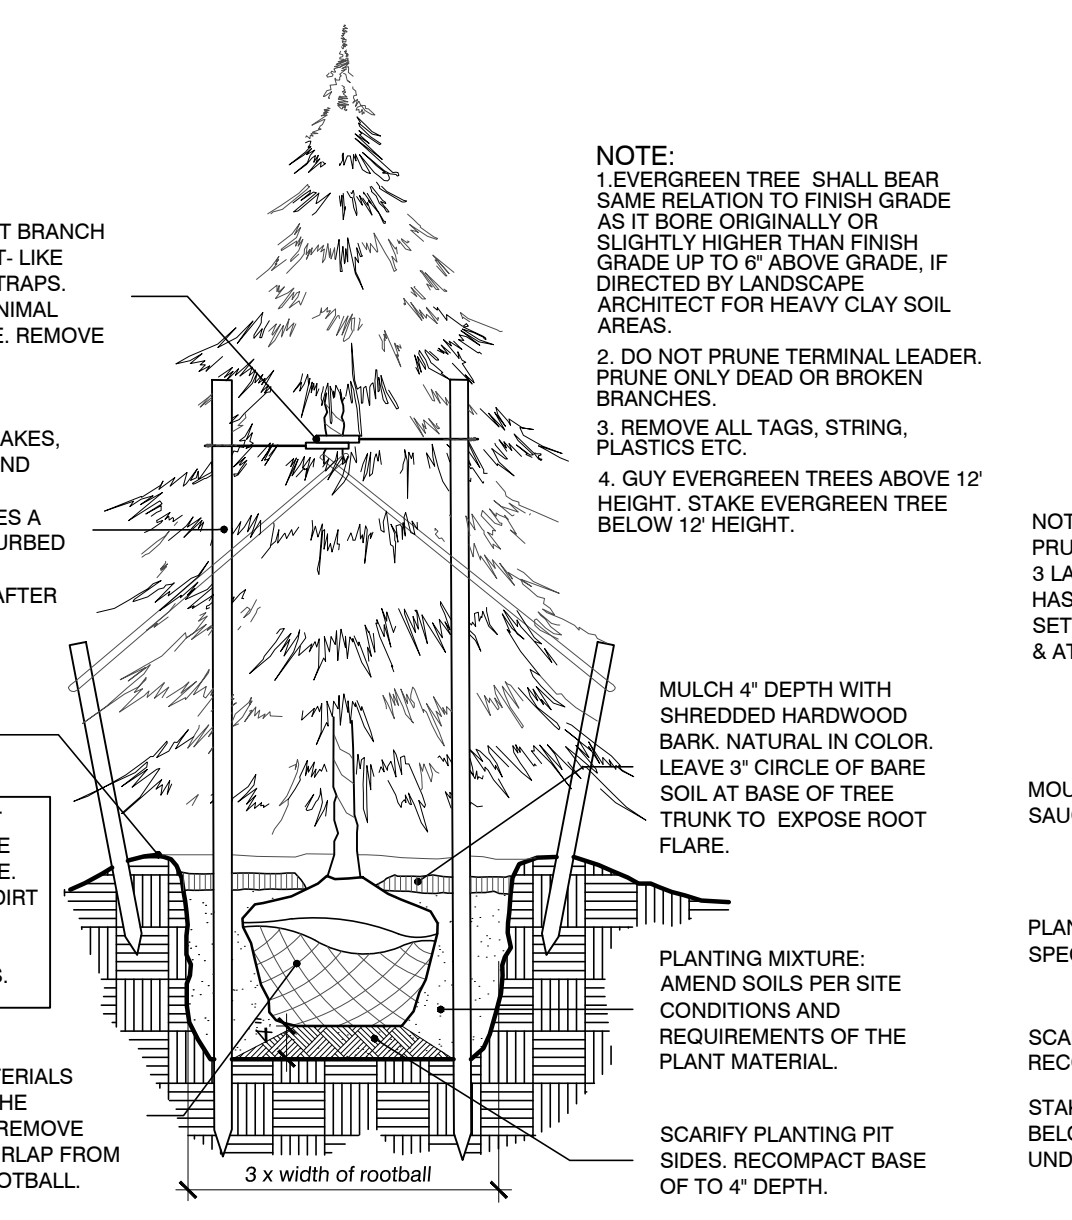 T BRANCH
T- LIKE
TRAPS.
NIMAL
E. REMOVE
AKES,
ND
ES A
URBED
AFTER
T
E
E.
DIRT
S.
TERIALS
HE
REMOVE
RLAP FROM
OTBALL.
4"
3 x width of rootball
NOTE:
1.EVERGREEN TREE SHALL BEAR
SAME RELATION TO FINISH GRADE
AS IT BORE ORIGINALLY OR
SLIGHTLY HIGHER THAN FINISH
GRADE UP TO 6" ABOVE GRADE, IF
DIRECTED BY LANDSCAPE
ARCHITECT FOR HEAVY CLAY SOIL
AREAS.
2. DO NOT PRUNE TERMINAL LEADER.
PRUNE ONLY DEAD OR BROKEN
BRANCHES.
3. REMOVE ALL TAGS, STRING,
PLASTICS ETC.
4. GUY EVERGREEN TREES ABOVE 12'
HEIGHT. STAKE EVERGREEN TREE
BELOW 12' HEIGHT.
MULCH 4" DEPTH WITH
SHREDDED HARDWOOD
BARK. NATURAL IN COLOR.
LEAVE 3" CIRCLE OF BARE
SOIL AT BASE OF TREE
TRUNK TO EXPOSE ROOT
FLARE.
PLANTING MIXTURE:
AMEND SOILS PER SITE
CONDITIONS AND
REQUIREMENTS OF THE
PLANT MATERIAL.
SCARIFY PLANTING PIT
SIDES. RECOMPACT BASE
OF TO 4" DEPTH.
NOT
PRU
3 LA
HAS
SET
& AT
MOU
SAU
PLAN
SPEC
SCA
REC
STAK
BELO
UND